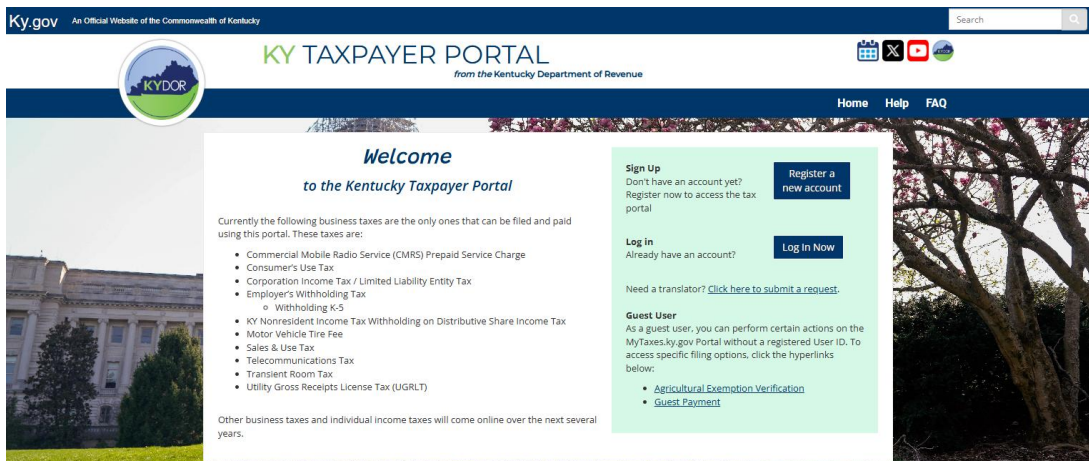 Ky.gov An Official Website of the Commonwealth of Kentucky
Search
KYDOR
KY TAXPAYER PORTAL
from the Kentucky Department of Revenue
Home Help FAQ
Welcome
to the Kentucky Taxpayer Portal
Currently the following business taxes are the only ones that can be filed and paid
using this portal. These taxes are:
Commercial Mobile Radio Service (CMRS) Prepaid Service Charge
Consumer's Use Tax
Corporation Income Tax / Limited Liability Entity Tax
Employer's Withholding Tax
Withholding K-5
KY Nonresident Income Tax Withholding on Distributive Share Income Tax
Motor Vehicle Tire Fee
Sales & Use Tax
Telecommunications Tax
Transient Room Tax
Utility Gross Receipts License Tax (UGRLT)
Other business taxes and individual income taxes will come online over the next several
years.
Sign Up
Don't have an account yet?
Register now to access the tax
portal
Register a
new account
Log in
Already have an account?
Log In Now
Need a translator? Click here to submit a request.
Guest User
As a guest user, you can perform certain actions on the
MyTaxes.ky.gov Portal without a registered User ID. To
access specific filing options, click the hyperlinks
below:
Agricultural Exemption Verification
Guest Payment